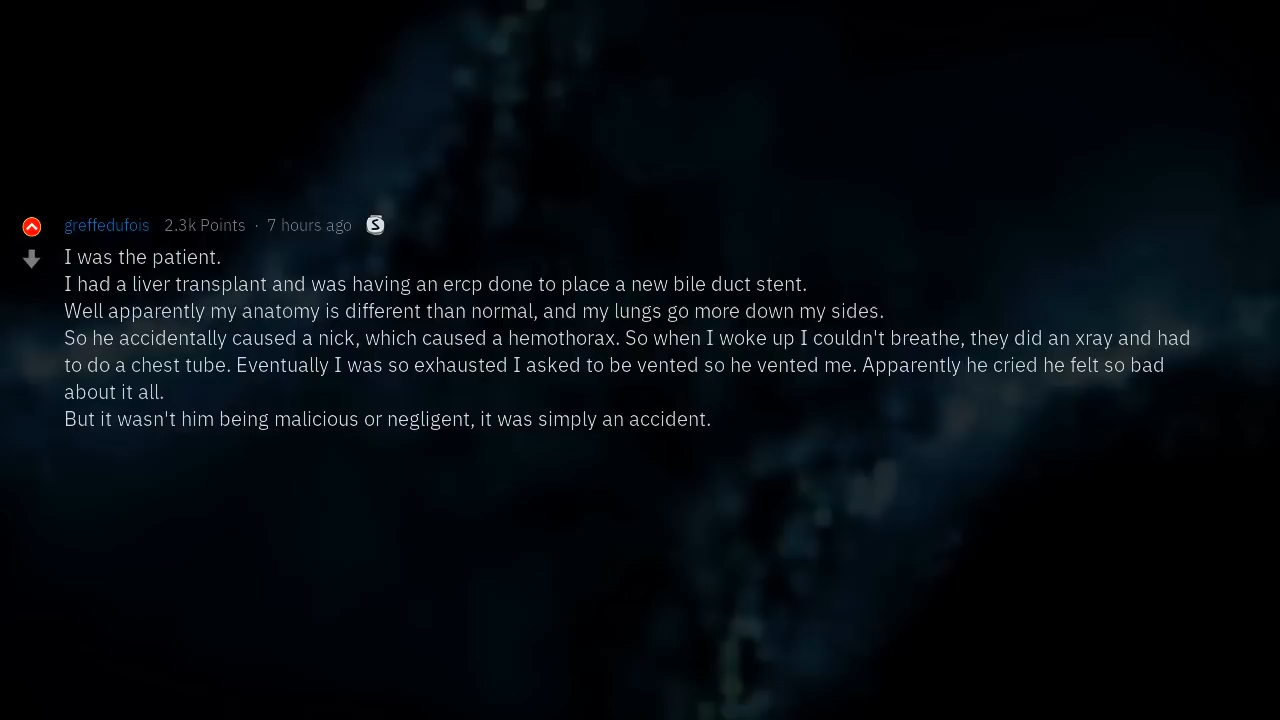 greffedufois 2.3k Points · 7 hours ago S
I was the patient.
I had a liver transplant and was having an ercp done to place a new bile duct stent.
Well apparently my anatomy is different than normal, and my lungs go more down my sides.
So he accidentally caused a nick, which caused a hemothorax. So when I woke up I couldn't breathe, they did an xray and had
to do a chest tube. Eventually I was so exhausted I asked to be vented so he vented me. Apparently he cried he felt so bad
about it all.
But it wasn't him being malicious or negligent, it was simply an accident.